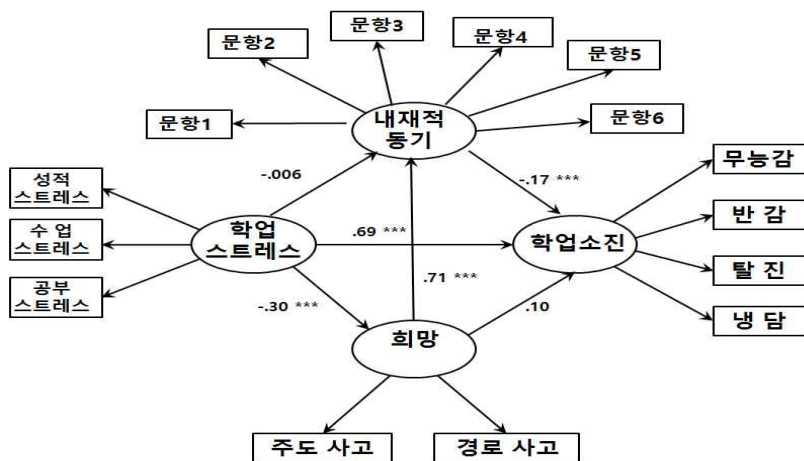 문항3
문항2
문항4
문항5
문항1
내재적
동기
문항6
무능감
-.006
-.17 ***
성적
스트레스
반 감
수 업
스트레스
학업
스트레스
.69 ***
학업소진
탈 진
공부
스트레스
.71 ***
-.30 ***
.10
냉 담
희망
주도 사고
경로 사고